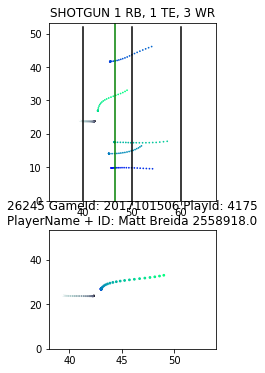 SHOTGUN 1 RB, 1 TE, 3 WR
50
40
30
20
10
0
40 50 60
26245 GameId: 2017101506 PlayId: 4175
PlayerName + ID: Matt Breida 2558918.0
40
20
0
40 45 50